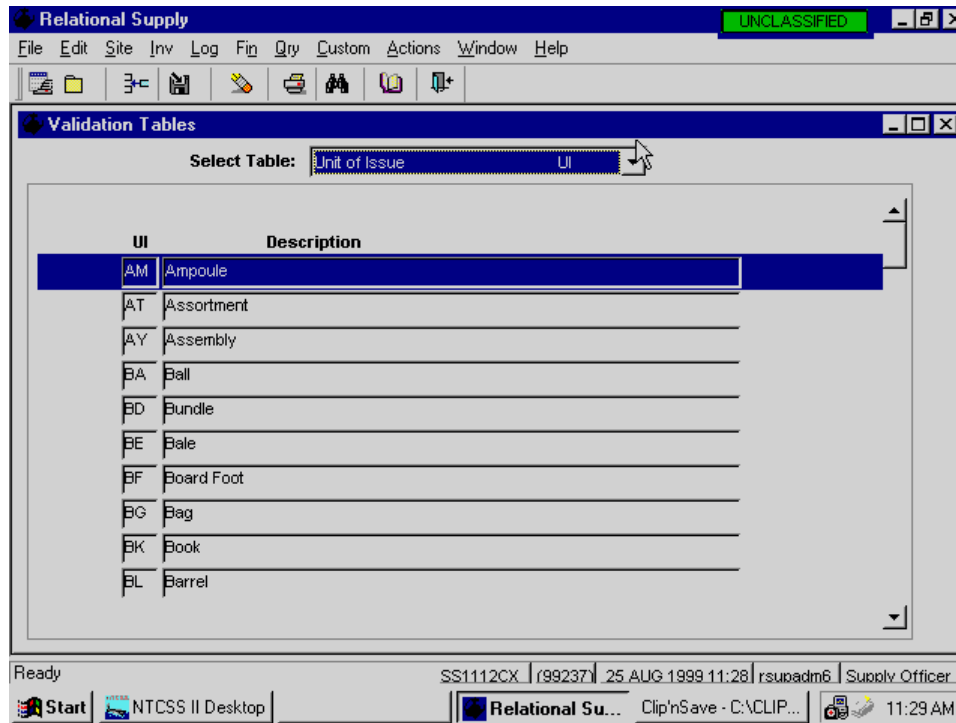 Relational Supply UNCLASSIFIED
File Edit Site Inv Log Fin Qry Custom Actions Window Help
Validation Tables
Select Table: Unit of Issue UI
UI Description
AM Ampoule
AT Assortment
AY Assembly
BA Ball
BD Bundle
BE Bale
BF Board Foot
BG Bag
BK Book
BL Barrel
Ready SS1112CX (99237) 25 AUG 1999 11:28 rsupadm6 Supply Officer
Start NTCSS II Desktop Relational Su... Clip'nSave - C:\CLIP... 11:29 AM